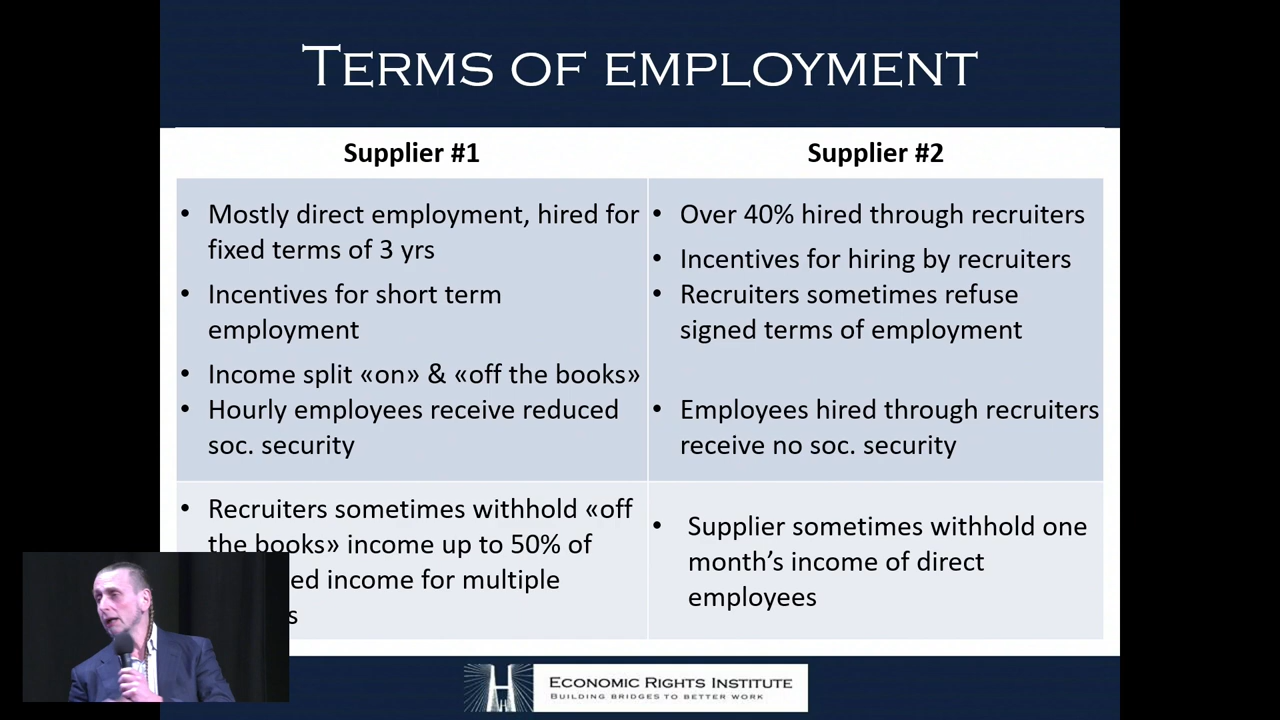 TERMS OF EMPLOYMENT
Supplier #1
• Mostly direct employment, hired for
fixed terms of 3 yrs
• Incentives for short term
employment
• Income split «on» & «off the books»
• Hourly employees receive reduced
soc. security
• Recruiters sometimes withhold «off
the books» income up to 50% of
income for multiple
Supplier #2
• Over 40% hired through recruiters
• Incentives for hiring by recruiters
• Recruiters sometimes refuse
signed terms of employment
• Employees hired through recruiters
receive no soc. security
• Supplier sometimes withhold one
month’s income of direct
employees
ECONOMIC RIGHTS INSTITUTE
BUILDING BRIDGES TO BETTER WORK